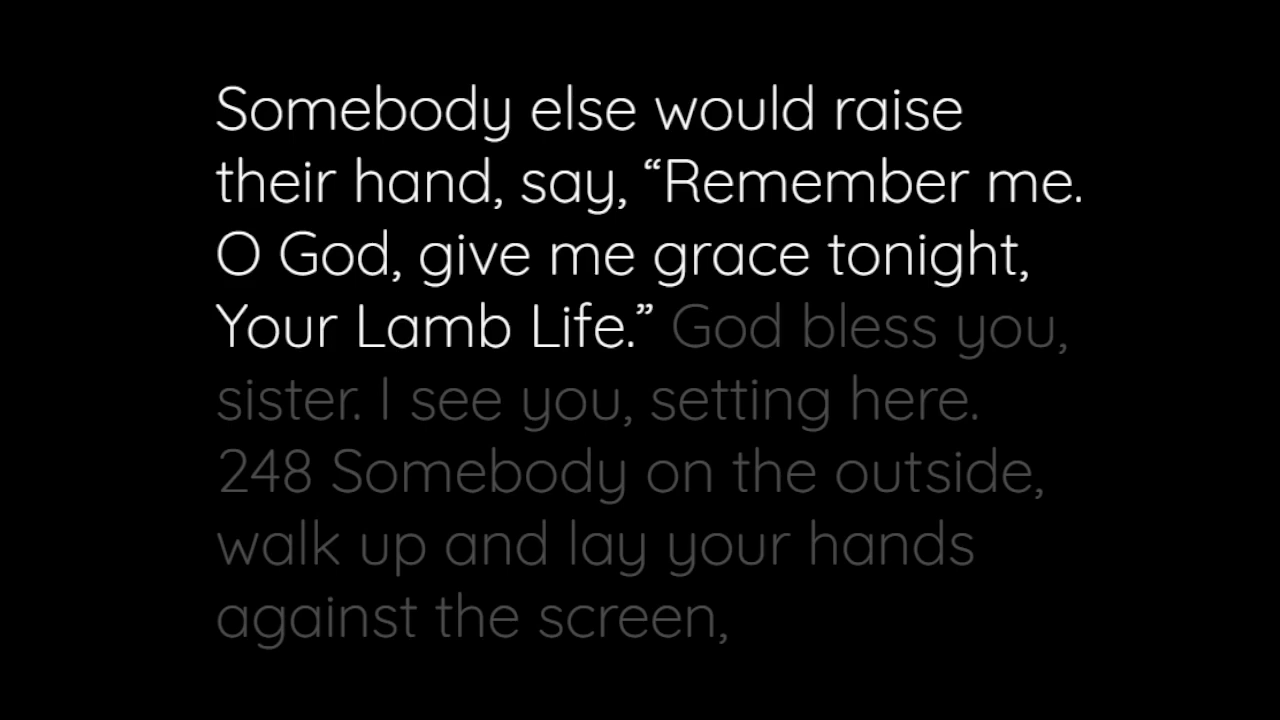 Somebody else would raise
their hand, say, “Remember me.
O God, give me grace tonight,
Your Lamb Life.” God bless you,
sister. I see you, setting here.
248 Somebody on the outside,
walk up and lay your hands
against the screen,